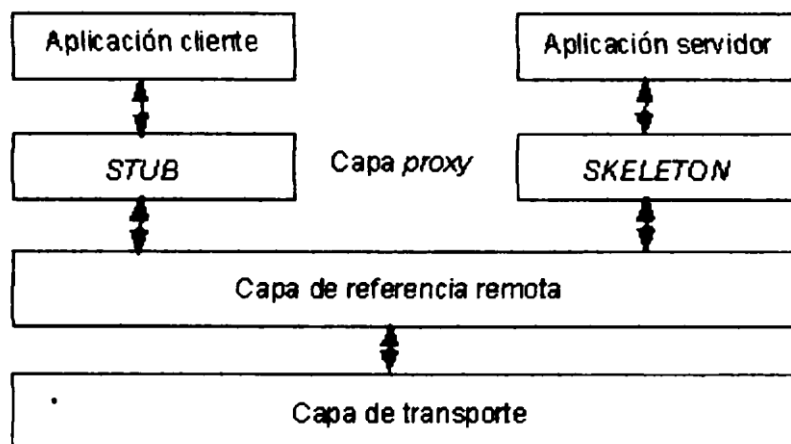 Aplicación cliente
Aplicación servidor
STUB
Capa proxy
SKELETON
Capa de referencia remota
Capa de transporte